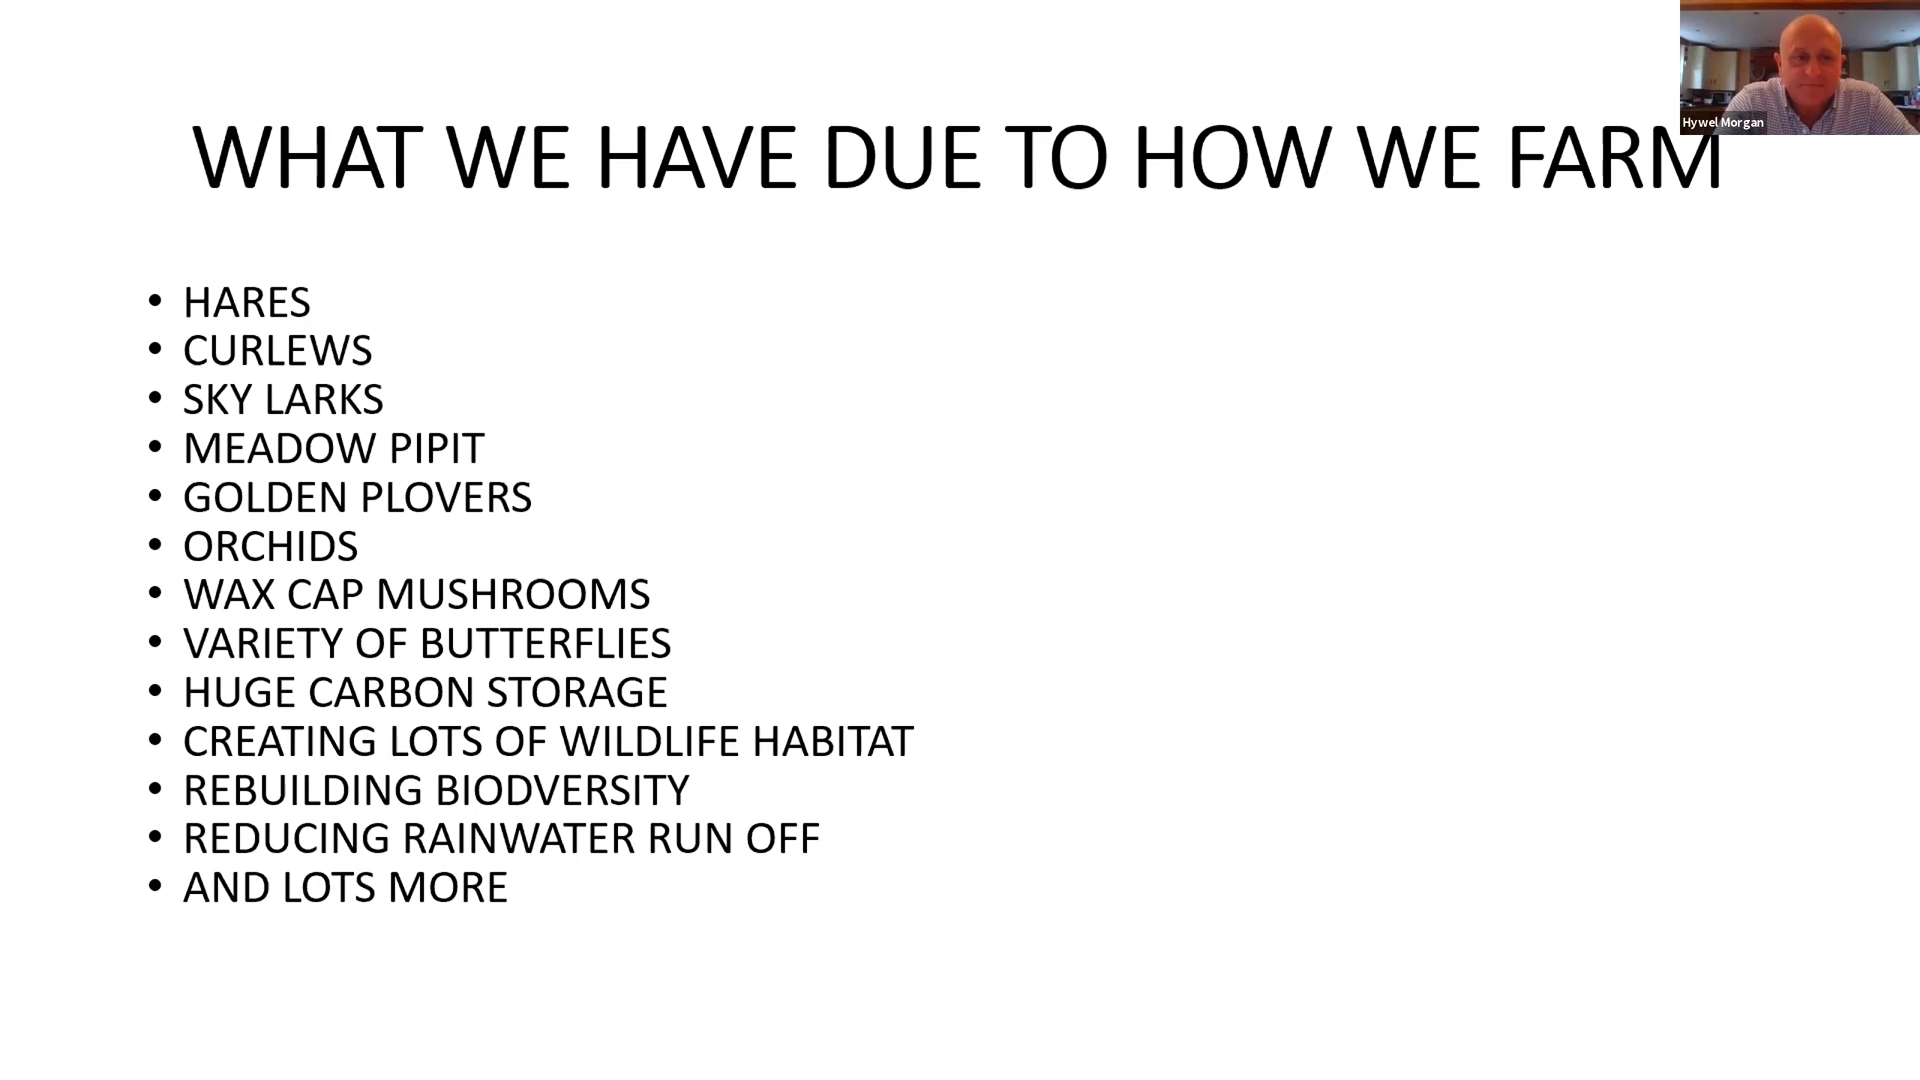 Hywel Morgan
WHAT WE HAVE DUE TO HOW WE FARM
• HARES
• CURLEWS
• SKY LARKS
• MEADOW PIPIT
• GOLDEN PLOVERS
• ORCHIDS
• WAX CAP MUSHROOMS
• VARIETY OF BUTTERFLIES
• HUGE CARBON STORAGE
• CREATING LOTS OF WILDLIFE HABITAT
• REBUILDING BIODVERSITY
• REDUCING RAINWATER RUN OFF
• AND LOTS MORE